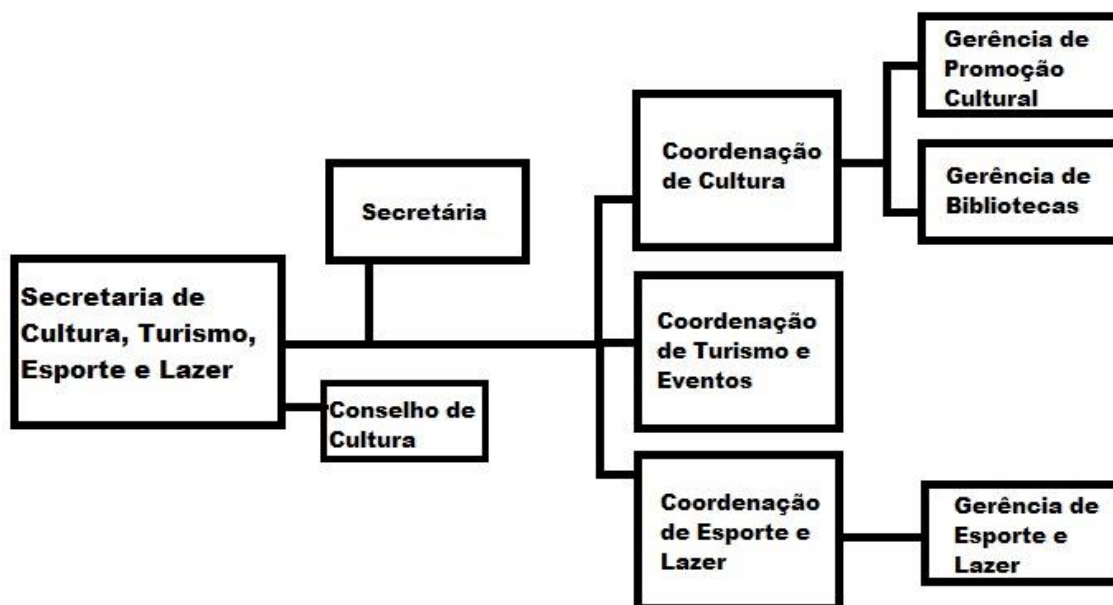 Secretaria de
Cultura, Turismo,
Esporte e Lazer
Secretária
Conselho de
Cultura
Coordenação
de Cultura
Gerência de
Promoção
Cultural
Gerência de
Bibliotecas
Coordenação
de Turismo e
Eventos
Coordenação
de Esporte e
Lazer
Gerência de
Esporte e
Lazer